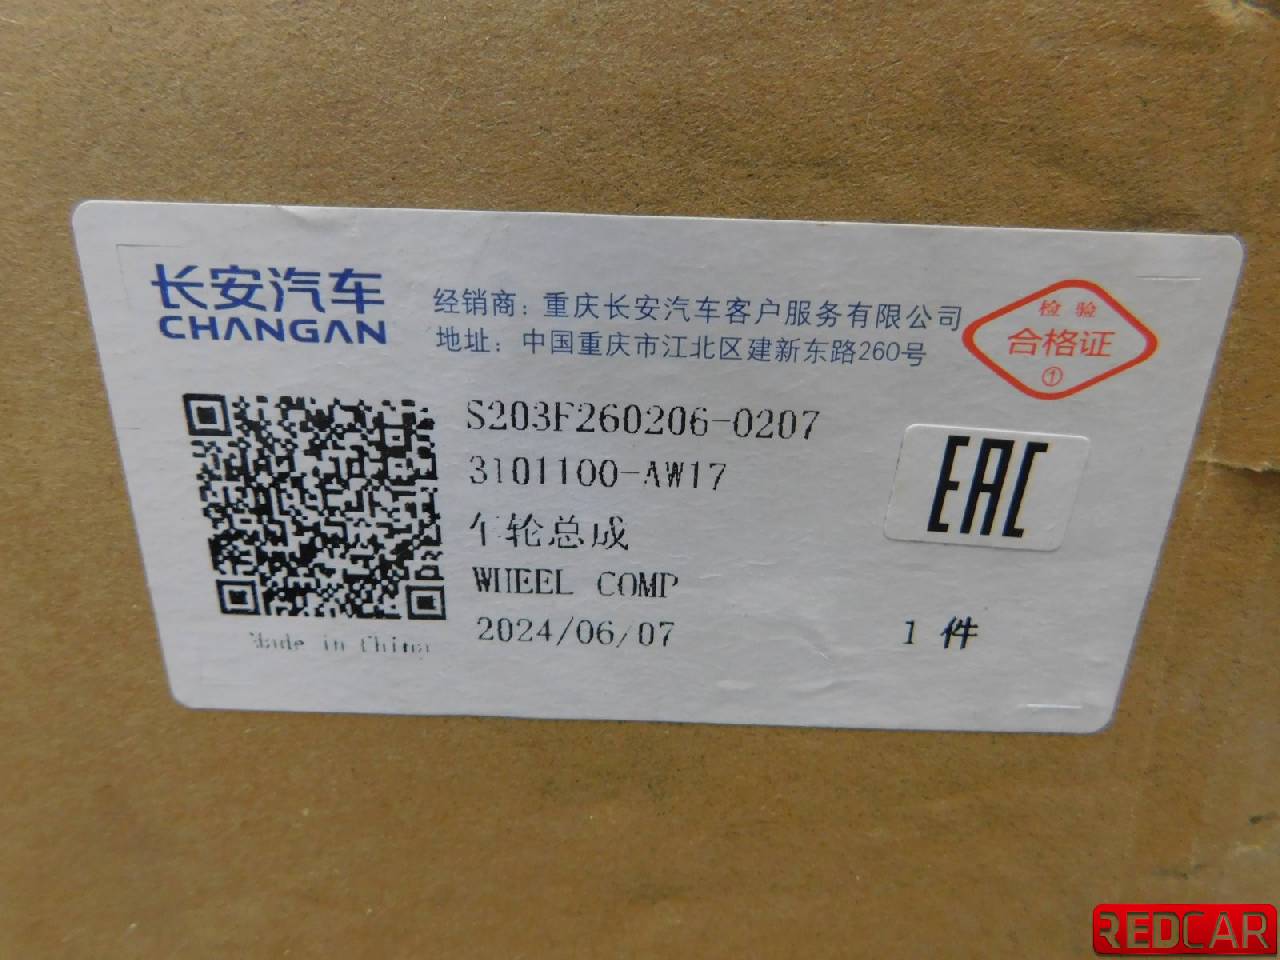 长安汽车
CHANGAN
经销商：重庆长安汽车客户服务有限公司
地址：中国重庆市江北区建新东路260号
检验
合格证
①
S203F260206-0207
3101100-AW17
车轮总成
WHEEL COMP
2024/06/07
1 件
EAC
Made in China
REDCAR